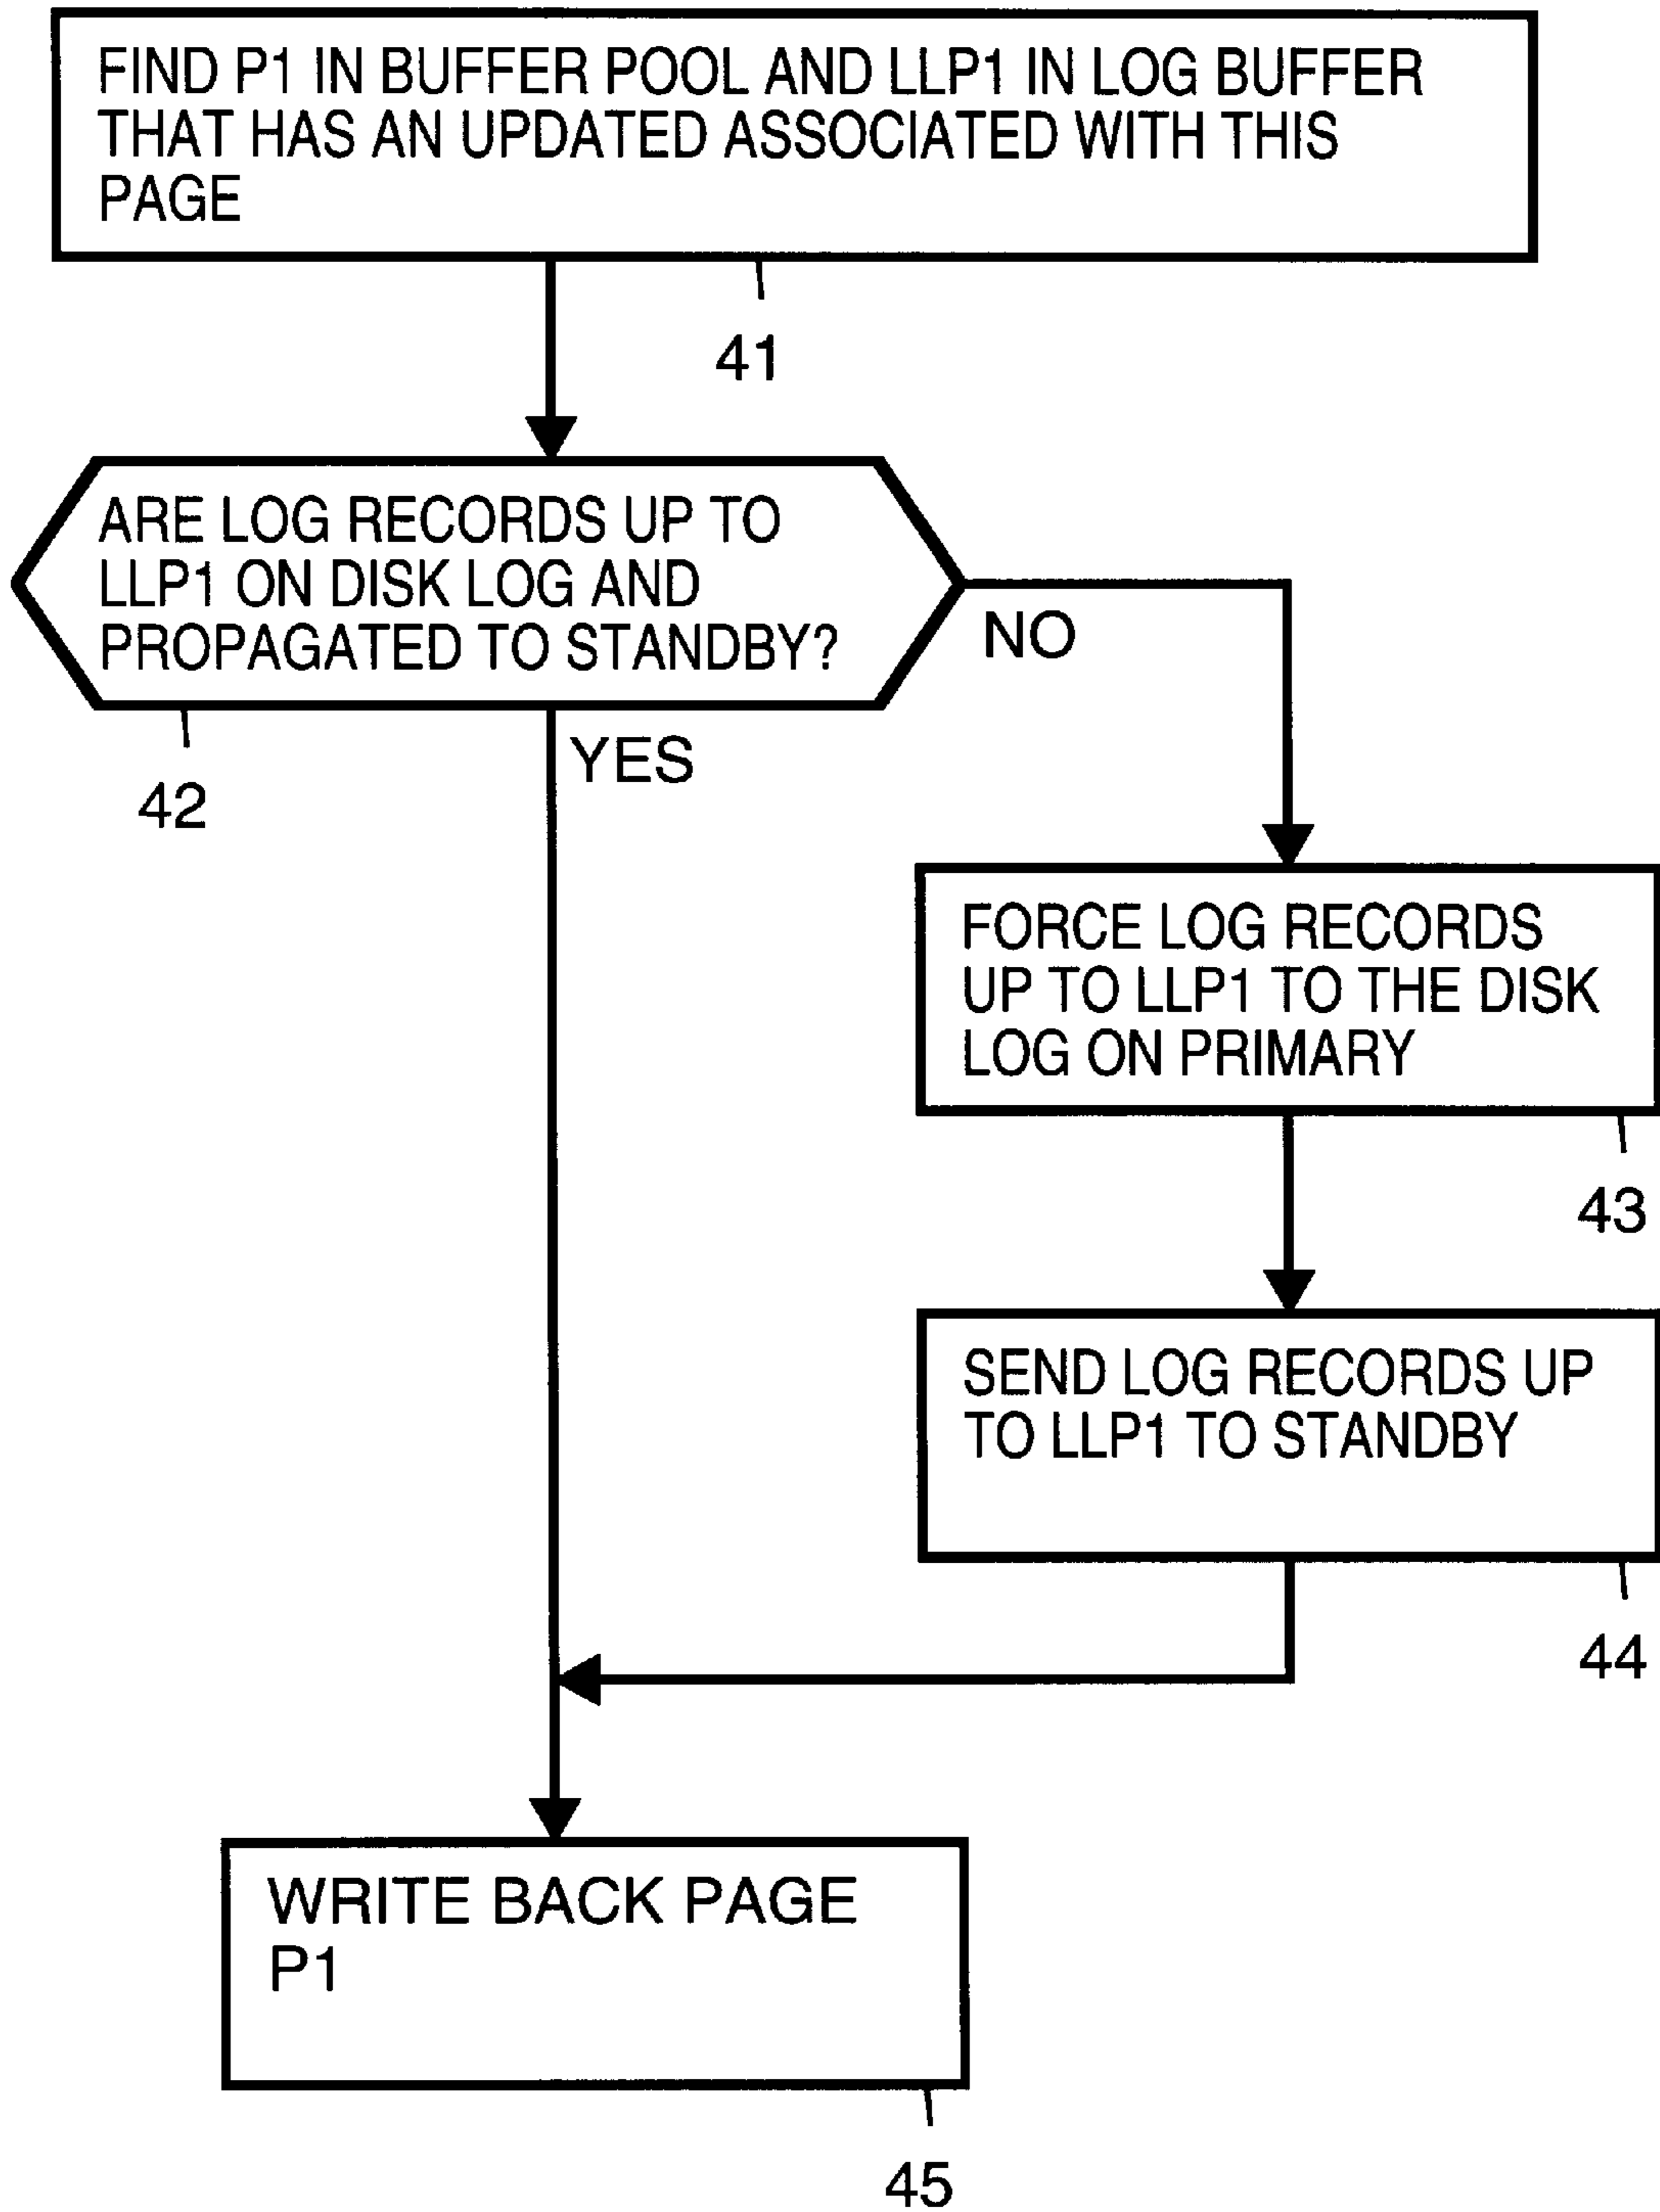 FIND P1 IN BUFFER POOL AND LLP1 IN LOG BUFFER
THAT HAS AN UPDATED ASSOCIATED WITH THIS
PAGE
41
ARE LOG RECORDS UP TO
LLP1 ON DISK LOG AND
PROPAGATED TO STANDBY?
NO
YES
42
FORCE LOG RECORDS
UP TO LLP1 TO THE DISK
LOG ON PRIMARY
43
SEND LOG RECORDS UP
TO LLP1 TO STANDBY
44
WRITE BACK PAGE
P1
45